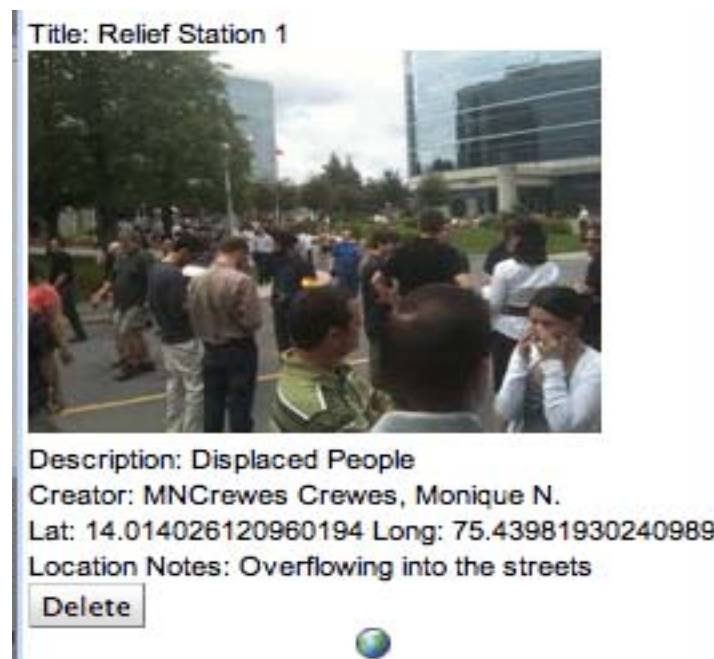 Title: Relief Station 1
Description: Displaced People
Creator: MNCrewes Crewes, Monique N.
Lat: 14.014026120960194 Long: 75.43981930240989
Location Notes: Overflowing into the streets
Delete